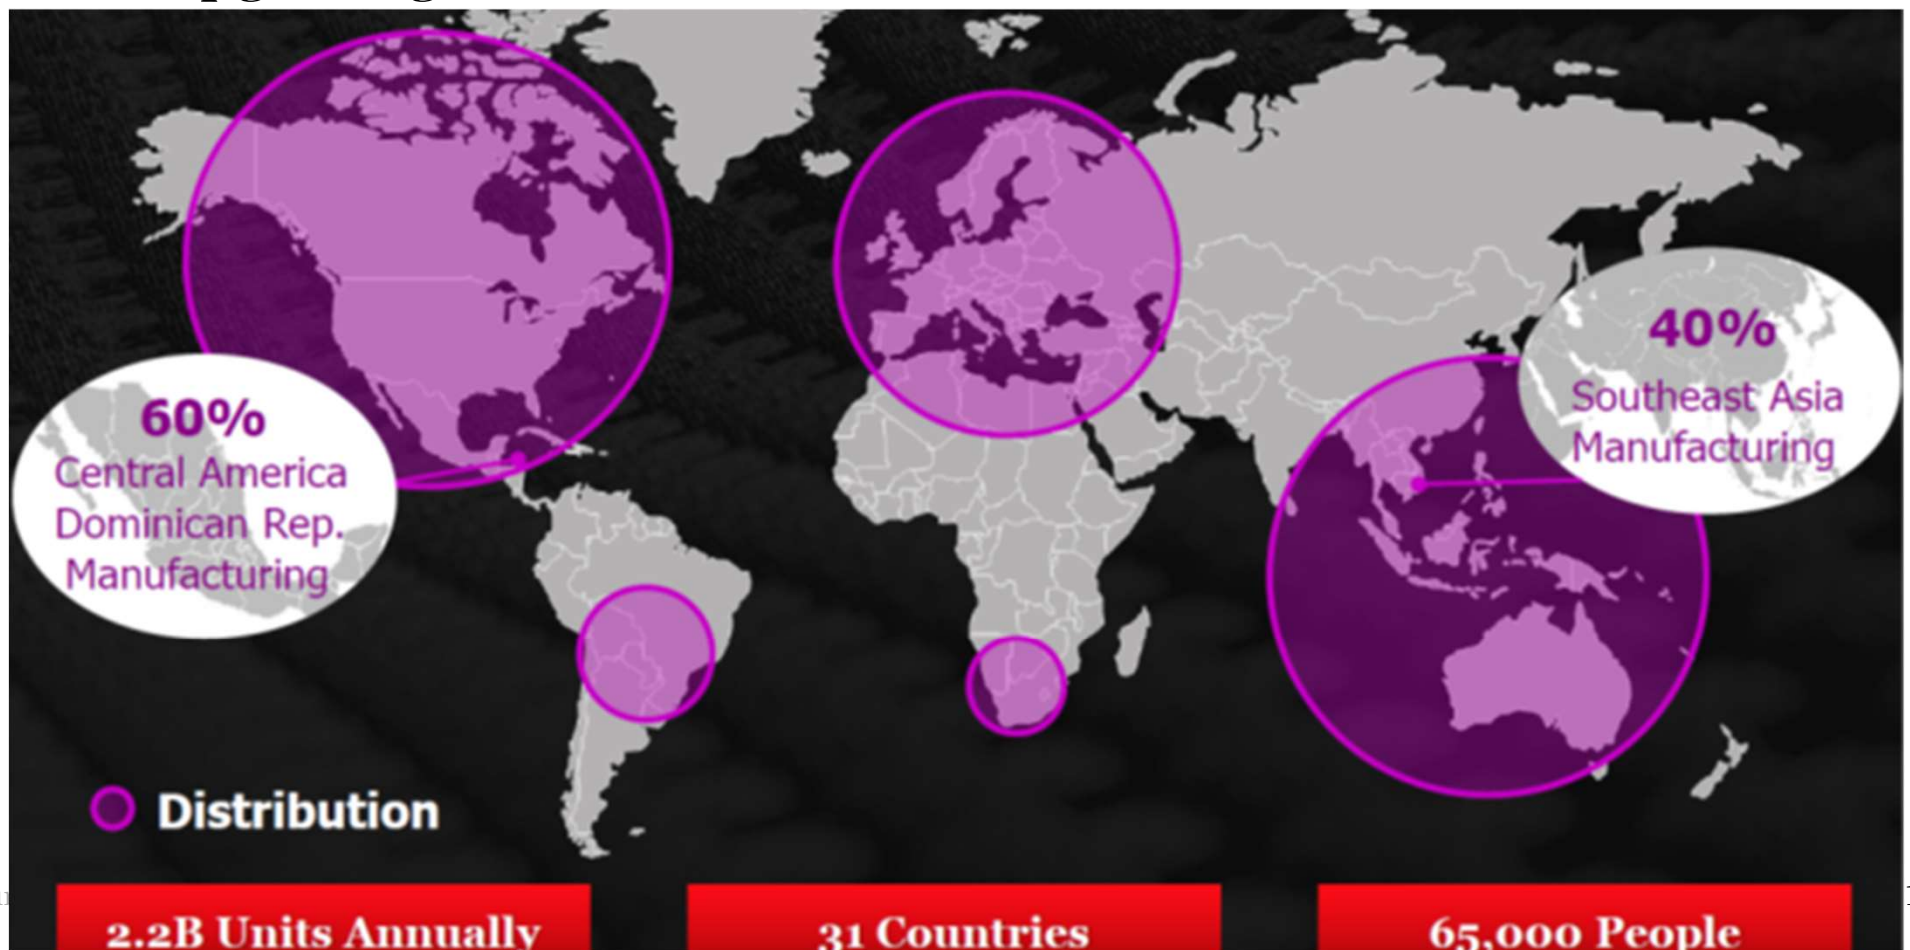 40%
Southeast Asia
Manufacturing
60%
Central America
Dominican Rep.
Manufacturing
Distribution
2.2B Units Annually
31 Countries
65,000 People